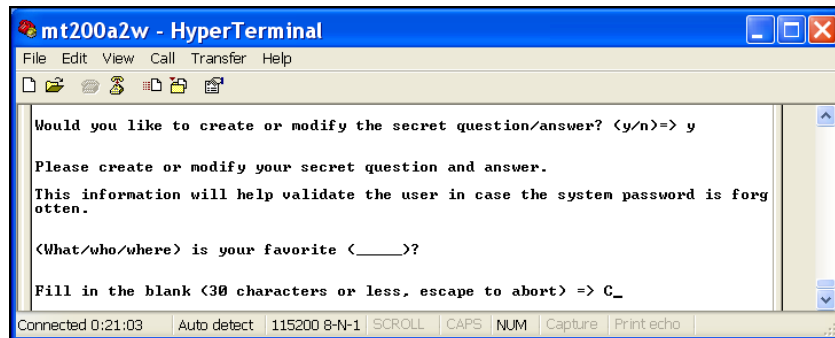 mt200a2w - HyperTerminal
File Edit View Call Transfer Help
Would you like to create or modify the secret question/answer? (y/n)=> y
Please create or modify your secret question and answer.
This information will help validate the user in case the system password is forg
otten.
(What/who/where) is your favorite (_____)?
Fill in the blank (30 characters or less, escape to abort) => C_
Connected 0:21:03 Auto detect 115200 8-N-1 SCROLL CAPS NUM Capture Print echo